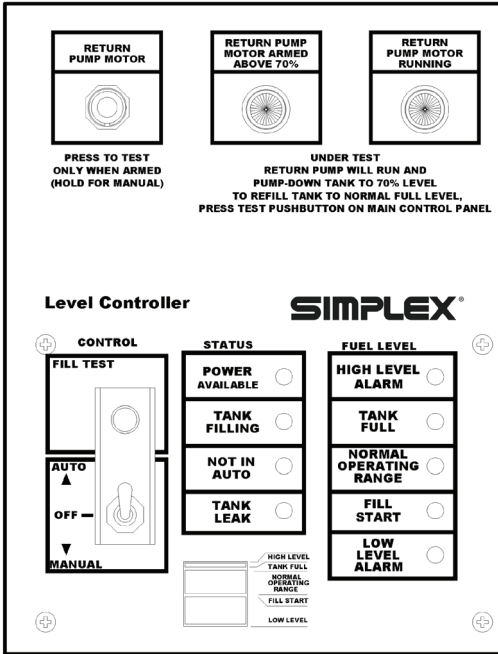 RETURN
PUMP MOTOR
RETURN PUMP
MOTOR ARMED
ABOVE 70%
RETURN
PUMP MOTOR
RUNNING
PRESS TO TEST
ONLY WHEN ARMED
(HOLD FOR MANUAL)
UNDER TEST
RETURN PUMP WILL RUN AND
PUMP-DOWN TANK TO 70% LEVEL
TO REFILL TANK TO NORMAL FULL LEVEL,
PRESS TEST PUSHBUTTON ON MAIN CONTROL PANEL
Level Controller
SIMPLEX®
CONTROL
FILL TEST
AUTO
OFF
MANUAL
STATUS
POWER
AVAILABLE
TANK
FILLING
NOT IN
AUTO
TANK
LEAK
FUEL LEVEL
HIGH LEVEL
ALARM
TANK
FULL
NORMAL
OPERATING
RANGE
FILL
START
LOW
LEVEL
ALARM
HIGH LEVEL
TANK FULL
NORMAL
OPERATING
RANGE
FILL START
LOW LEVEL